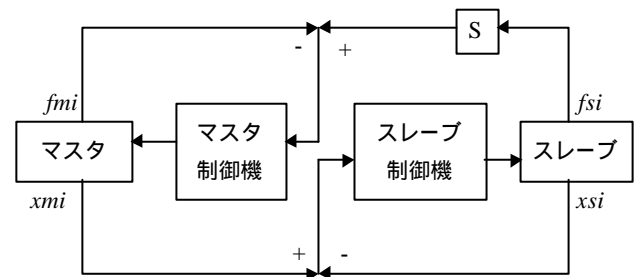 S
- +
fmi fsi
マスタ
マスタ
制御機
スレーブ
制御機
スレーブ
xmi xsi
+ -